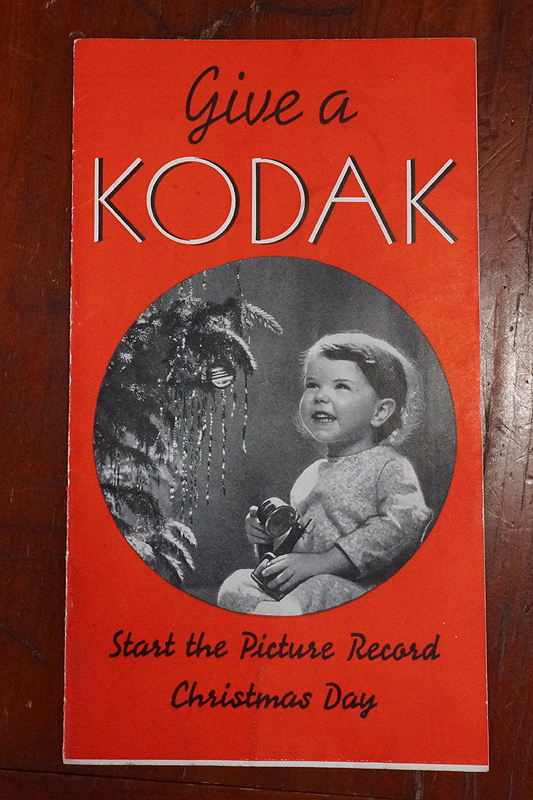 Give a
KODAK
Start the Picture Record
Christmas Day